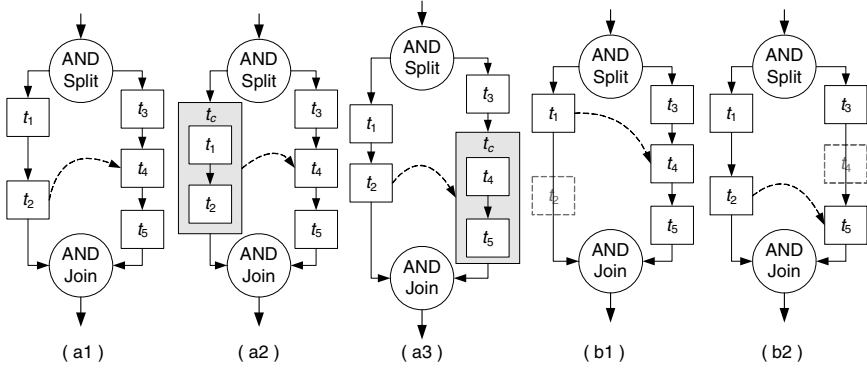 AND
Split
t1
t2
t3
t4
t5
AND
Join
( a1 )
AND
Split
tc
t1
t2
t3
t4
t5
AND
Join
( a2 )
AND
Split
t1
t2
t3
tc
t4
t5
AND
Join
( a3 )
AND
Split
t1
t2
t3
t4
t5
AND
Join
( b1 )
AND
Split
t1
t2
t3
t4
t5
AND
Join
( b2 )